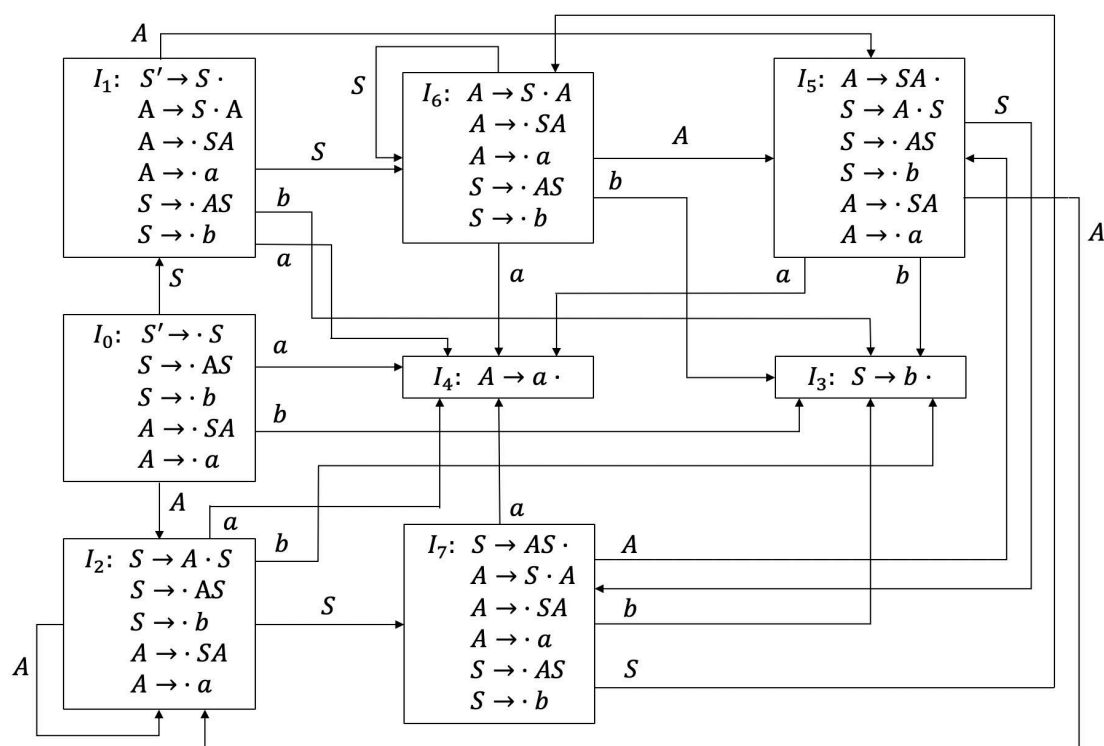 A
I₁: S′ → S ·
A → S · A
A → · SA
A → · a
S → · AS
S → · b
S
b
a
S
I₆: A → S · A
A → · SA
A → · a
S → · AS
S → · b
S
A
b
a
I₅: A → SA ·
S → A · S
S → · AS
S → · b
A → · SA
A → · a
S
A
a
b
I₀: S′ → · S
S → · AS
S → · b
A → · SA
A → · a
S
a
b
A
I₄: A → a ·
I₃: S → b ·
I₂: S → A · S
S → · AS
S → · b
A → · SA
A → · a
a
b
S
A
I₇: S → AS ·
A → S · A
A → · SA
A → · a
S → · AS
S → · b
a
A
b
S